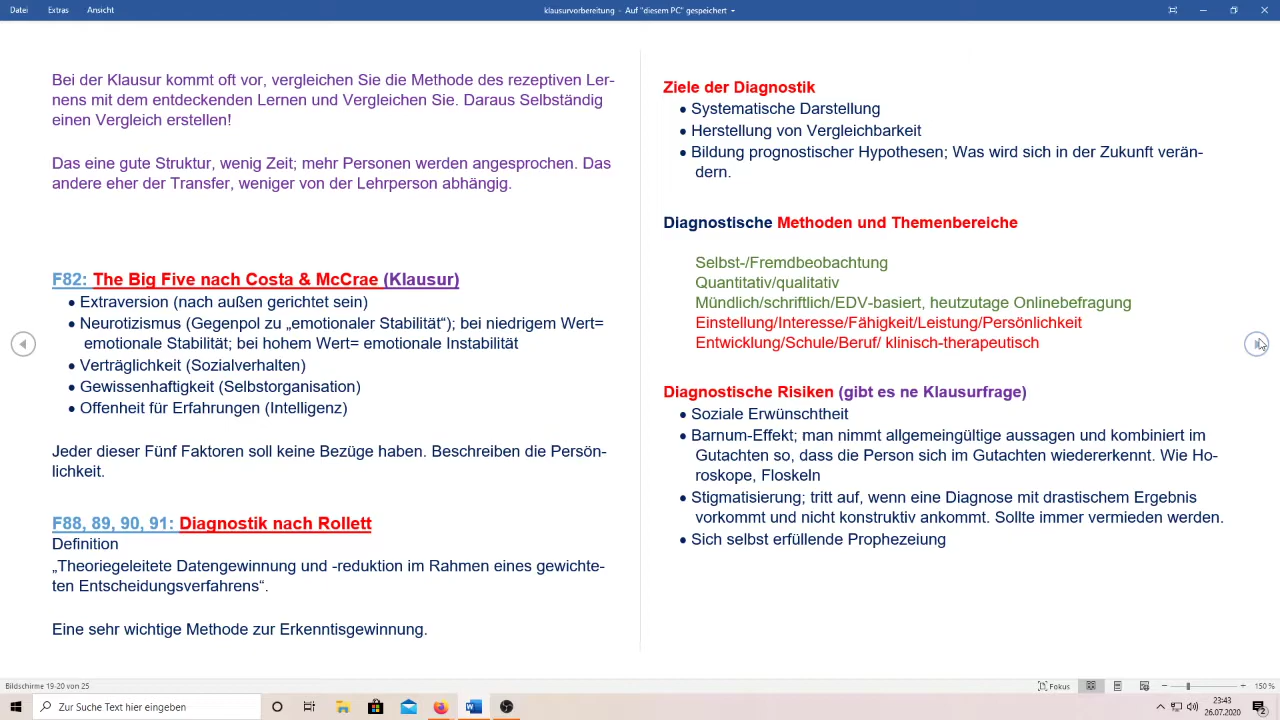 Datei Extras Ansicht
klausurvorbereitung - Auf "diesem PC" gespeichert
Bei der Klausur kommt oft vor, vergleichen Sie die Methode des rezeptiven Ler-
nens mit dem entdeckenden Lernen und Vergleichen Sie. Daraus Selbständig
einen Vergleich erstellen!
Das eine gute Struktur, wenig Zeit; mehr Personen werden angesprochen. Das
andere eher der Transfer, weniger von der Lehrperson abhängig.
F82: The Big Five nach Costa & McCrae (Klausur)
• Extraversion (nach außen gerichtet sein)
• Neurotizismus (Gegenpol zu „emotionaler Stabilität“); bei niedrigem Wert=
emotionale Stabilität; bei hohem Wert= emotionale Instabilität
• Verträglichkeit (Sozialverhalten)
• Gewissenhaftigkeit (Selbstorganisation)
• Offenheit für Erfahrungen (Intelligenz)
Jeder dieser Fünf Faktoren soll keine Bezüge haben. Beschreiben die Persön-
lichkeit.
F88, 89, 90, 91: Diagnostik nach Rollett
Definition
„Theoriegeleitete Datengewinnung und -reduktion im Rahmen eines gewichte-
ten Entscheidungsverfahrens“.
Eine sehr wichtige Methode zur Erkenntisgewinnung.
Ziele der Diagnostik
• Systematische Darstellung
• Herstellung von Vergleichbarkeit
• Bildung prognostischer Hypothesen; Was wird sich in der Zukunft verän-
dern.
Diagnostische Methoden und Themenbereiche
Selbst-/Fremdbeobachtung
Quantitativ/qualitativ
Mündlich/schriftlich/EDV-basiert, heutzutage Onlinebefragung
Einstellung/Interesse/Fähigkeit/Leistung/Persönlichkeit
Entwicklung/Schule/Beruf/ klinisch-therapeutisch
Diagnostische Risiken (gibt es ne Klausurfrage)
• Soziale Erwünschtheit
• Barnum-Effekt; man nimmt allgemeingültige aussagen und kombiniert im
Gutachten so, dass die Person sich im Gutachten wiedererkennt. Wie Ho-
roskope, Floskeln
• Stigmatisierung; tritt auf, wenn eine Diagnose mit drastischem Ergebnis
vorkommt und nicht konstruktiv ankommt. Sollte immer vermieden werden.
• Sich selbst erfüllende Prophezeiung
Bildschirme 19-20 von 25
Fokus
150 %
Zur Suche Text hier eingeben
23:43
26.07.2020
2